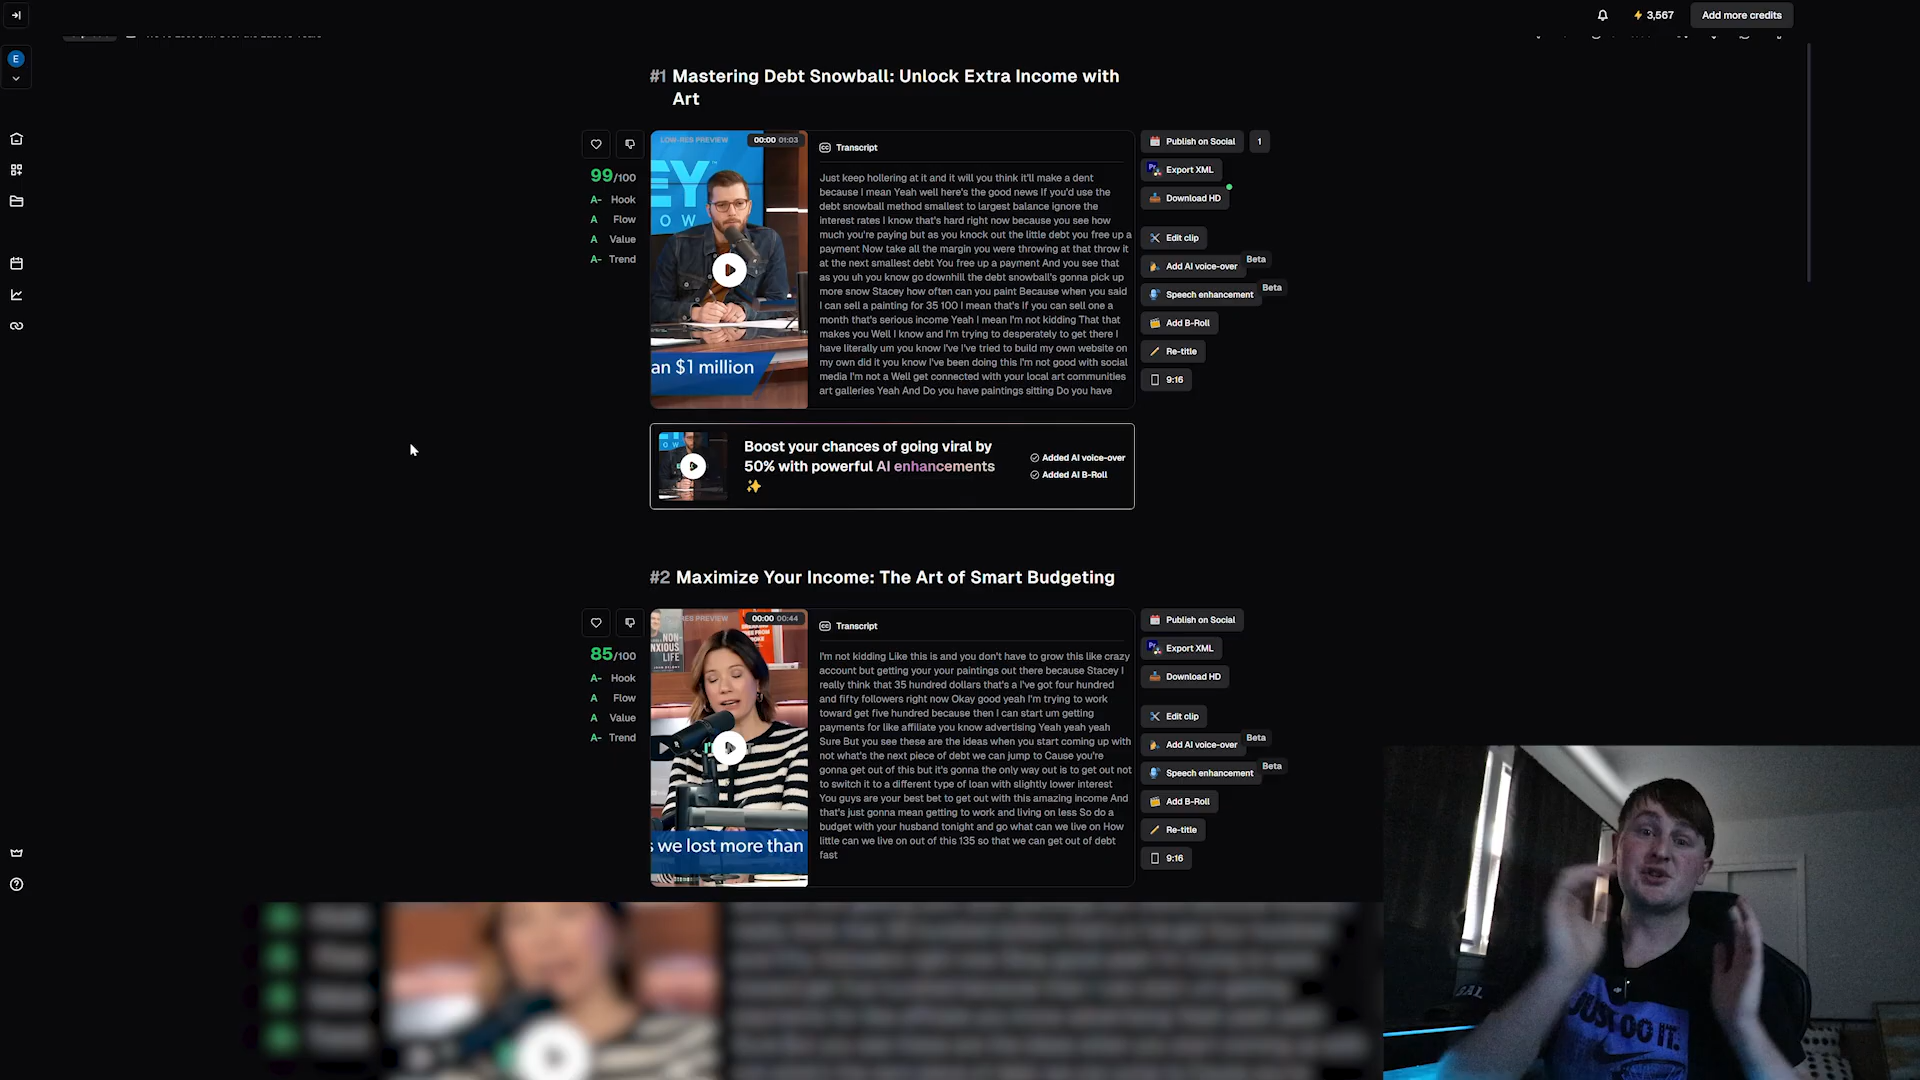 3,567
Add more credits
E
#1 Mastering Debt Snowball: Unlock Extra Income with
Art
LOW-RES PREVIEW
00:00 01:03
EY
OW
an $1 million
99/100
A- Hook
A Flow
A Value
A- Trend
Transcript
Just keep hollering at it and it will you think it'll make a dent
because I mean Yeah well here's the good news If you'd use the
debt snowball method smallest to largest balance ignore the
interest rates I know that's hard right now because you see how
much you're paying but as you knock out the little debt you free up a
payment Now take all the margin you were throwing at that throw it
at the next smallest debt You free up a payment And you see that
as you uh you know go downhill the debt snowball's gonna pick up
more snow Stacey how often can you paint Because when you said
I can sell a painting for 35 100 I mean that's If you can sell one a
month that's serious income Yeah I mean I'm not kidding That that
makes you Well I know and I'm trying to desperately to get there I
have literally um you know I've I've tried to build my own website on
my own did it you know I've been doing this I'm not good with social
media I'm not a Well get connected with your local art communities
art galleries Yeah And Do you have paintings sitting Do you have
Publish on Social
1
Export XML
Download HD
Edit clip
Add AI voice-over
Beta
Speech enhancement
Beta
Add B-Roll
Re-title
9:16
Boost your chances of going viral by
50% with powerful AI enhancements
Added AI voice-over
Added AI B-Roll
#2 Maximize Your Income: The Art of Smart Budgeting
RES PREVIEW
00:00 00:44
NON-
ANXIOUS
LIFE
s we lost more than
85/100
A- Hook
A Flow
A Value
A- Trend
Transcript
I'm not kidding Like this is and you don't have to grow this like crazy
account but getting your your paintings out there because Stacey I
really think that 35 hundred dollars that's a I've got four hundred
and fifty followers right now Okay good yeah I'm trying to work
toward get five hundred because then I can start um getting
payments for like affiliate you know advertising Yeah yeah yeah
Sure But you see these are the ideas when you start coming up with
not what's the next piece of debt we can jump to Cause you're
gonna get out of this but it's gonna the only way out is to get out not
to switch it to a different type of loan with slightly lower interest
You guys are your best bet to get out with this amazing income And
that's just gonna mean getting to work and living on less So do a
budget with your husband tonight and go what can we live on How
little can we live on out of this 135 so that we can get out of debt
fast
Publish on Social
Export XML
Download HD
Edit clip
Add AI voice-over
Beta
Speech enhancement
Beta
Add B-Roll
Re-title
9:16
JUST DO IT.